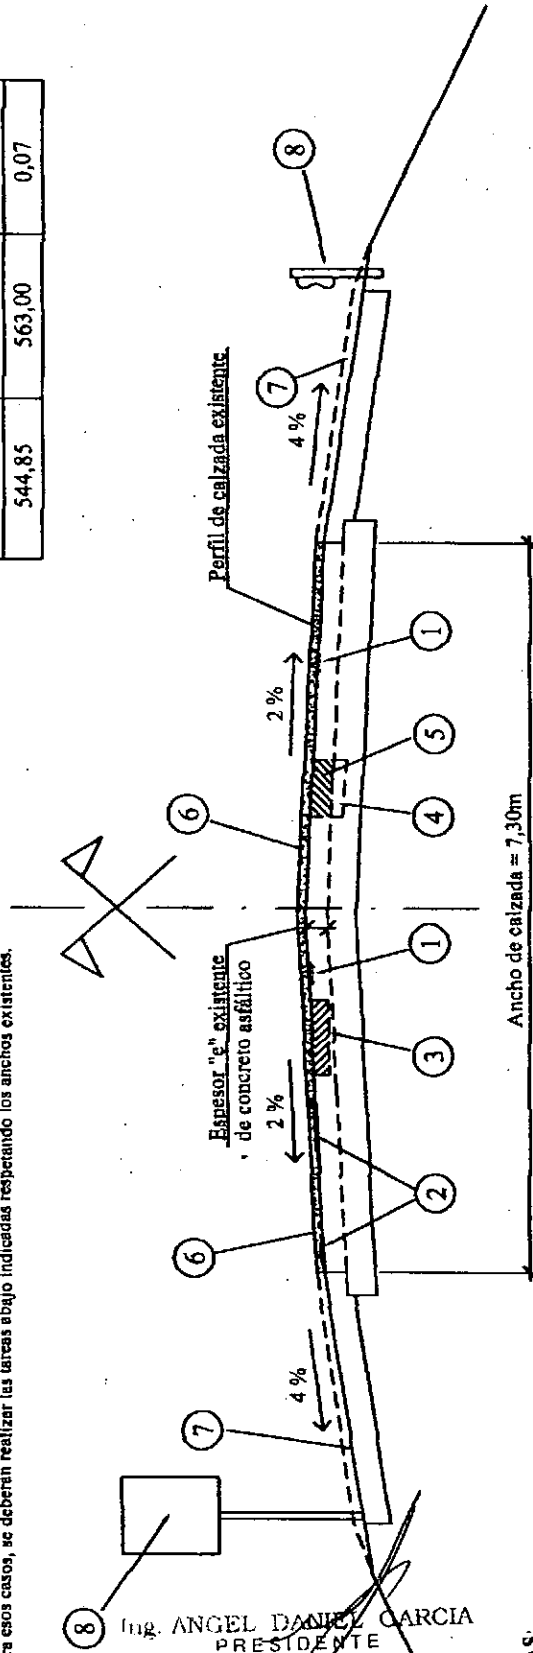 ra esos casos, se deberán realizar las tareas abajo indicadas respetando los anchos existentes.
544,85 563,00 0,07
8
7
4 %
6
2
2 %
Espesor "e" existente
de concreto asfáltico
3
1
6
2 %
Perfil de calzada existente
4
5
1
4 %
7
8
Ancho de calzada = 7,30m
Ing. ANGEL DANIEL GARCIA
PRESIDENTE